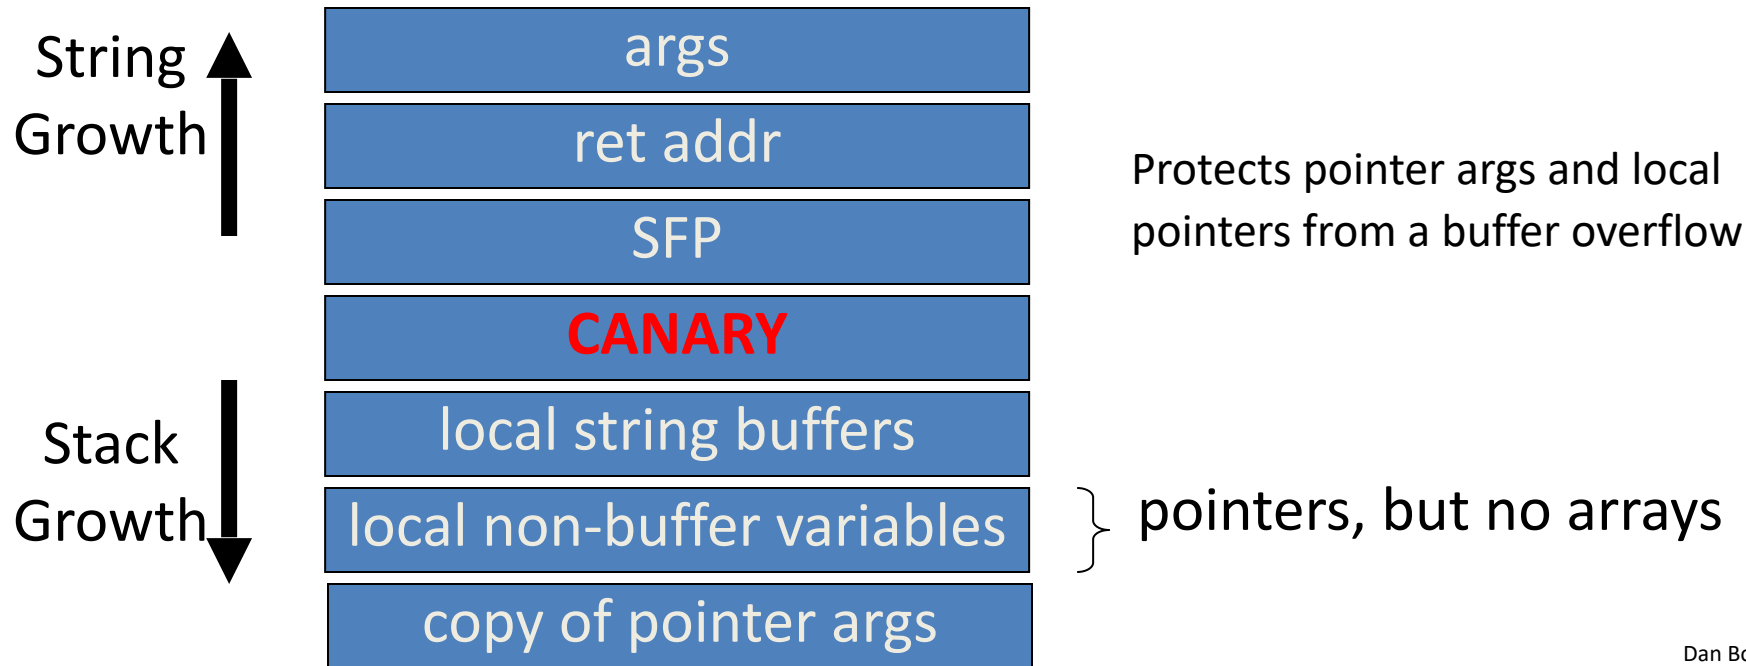 String
Growth
args
ret addr
SFP
CANARY
local string buffers
local non-buffer variables
copy of pointer args
Stack
Growth
Protects pointer args and local
pointers from a buffer overflow
pointers, but no arrays
Dan